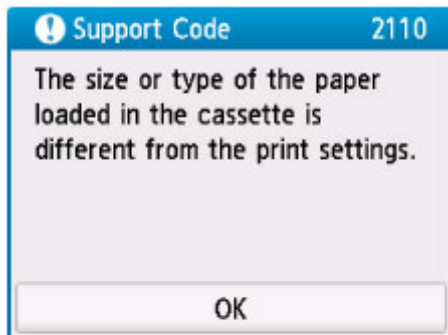 Support Code 2110
The size or type of the paper
loaded in the cassette is
different from the print settings.
OK